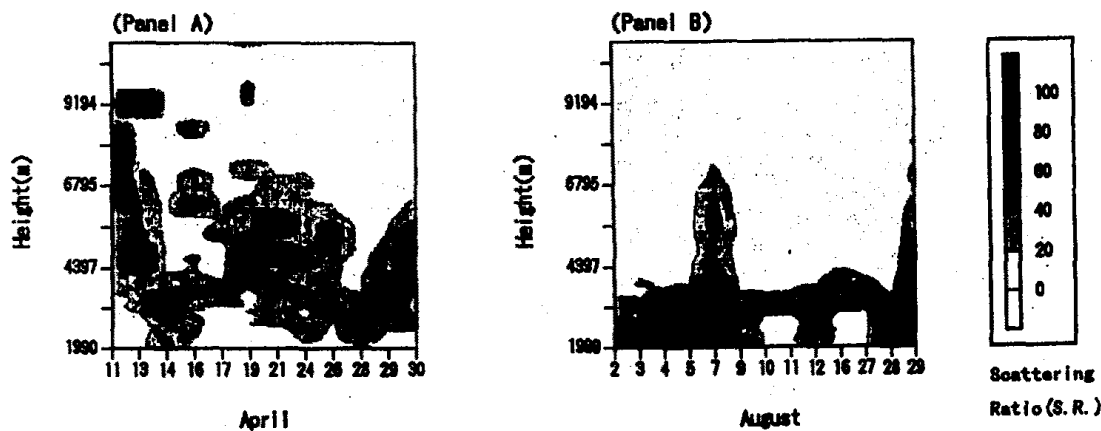 (Panel A)
Height(m)
9194
6795
4397
1990
11 13 14 16 17 19 21 24 26 28 29 30
April
(Panel B)
Height(m)
9194
6795
4397
1999
2 3 4 5 7 9 10 11 12 16 27 28 29
August
100
80
60
40
20
0
Scattering
Ratio(S.R.)